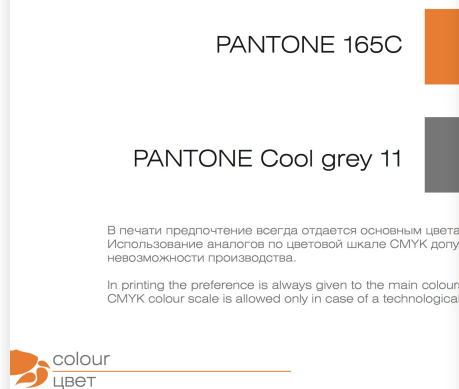 PANTONE 165C
PANTONE Cool grey 11
В печати предпочтение всегда отдается основным цвета
Использование аналогов по цветовой шкале CMYK допу
невозможности производства.
In printing the preference is always given to the main colours
CMYK colour scale is allowed only in case of a technological
colour
цвет